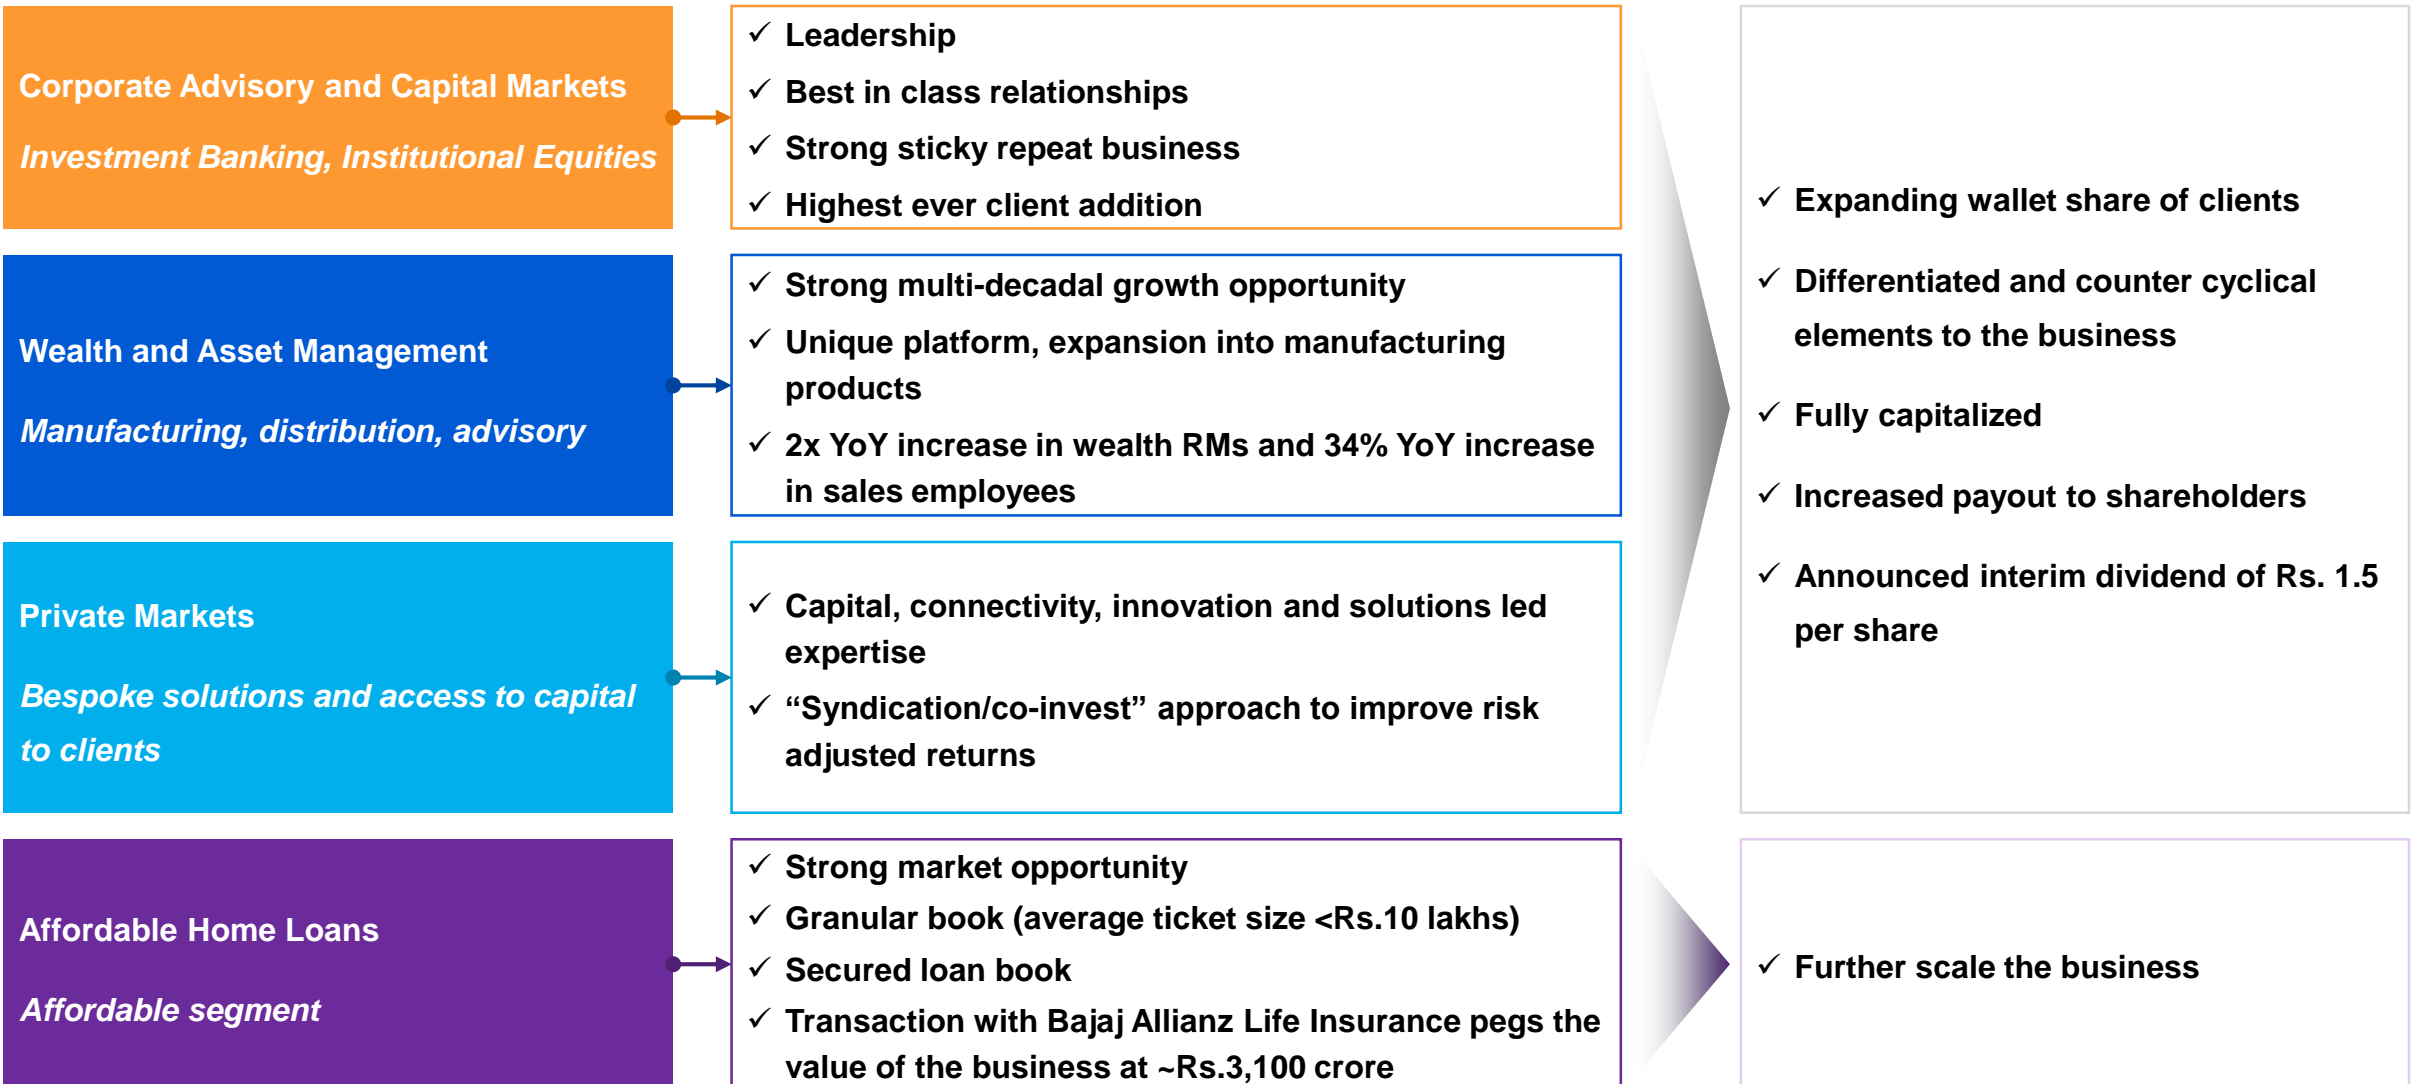 Corporate Advisory and Capital Markets
Investment Banking, Institutional Equities
✓ Leadership
✓ Best in class relationships
✓ Strong sticky repeat business
✓ Highest ever client addition
Wealth and Asset Management
Manufacturing, distribution, advisory
✓ Strong multi-decadal growth opportunity
✓ Unique platform, expansion into manufacturing
products
✓ 2x YoY increase in wealth RMs and 34% YoY increase
in sales employees
Private Markets
Bespoke solutions and access to capital
to clients
✓ Capital, connectivity, innovation and solutions led
expertise
✓ “Syndication/co-invest” approach to improve risk
adjusted returns
✓ Expanding wallet share of clients
✓ Differentiated and counter cyclical
elements to the business
✓ Fully capitalized
✓ Increased payout to shareholders
✓ Announced interim dividend of Rs. 1.5
per share
Affordable Home Loans
Affordable segment
✓ Strong market opportunity
✓ Granular book (average ticket size <Rs.10 lakhs)
✓ Secured loan book
✓ Transaction with Bajaj Allianz Life Insurance pegs the
value of the business at ~Rs.3,100 crore
✓ Further scale the business